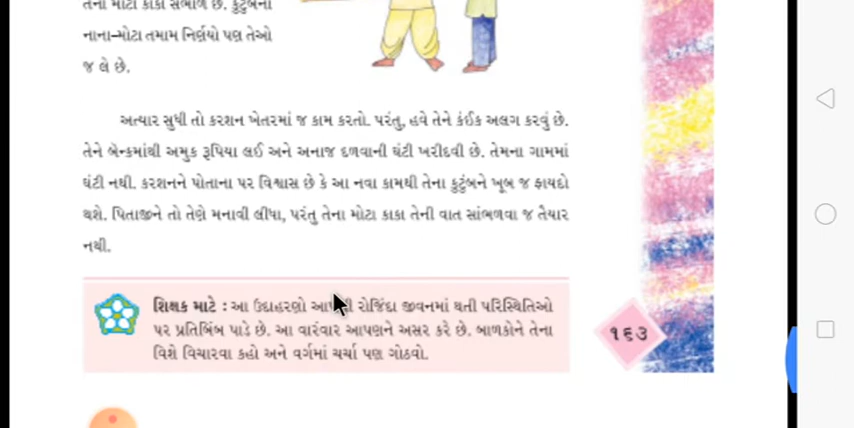 તેના મોટા કાકા સંભાળે છે. કુટુંબના
નાના-મોટા તમામ નિર્ણયો પણ તેઓ
જ લે છે.
અત્યાર સુધી તો કરશન ખેતરમાં જ કામ કરતો. પરંતુ, હવે તેને કંઈક અલગ કરવું છે.
તેને બૅન્કમાંથી અમુક રૂપિયા લઈ અને અનાજ દળવાની ઘંટી ખરીદવી છે. તેમના ગામમાં
ઘંટી નથી. કરશનને પોતાના પર વિશ્વાસ છે કે આ નવા કામથી તેના કુટુંબને ખૂબ જ ફાયદો
થશે. પિતાજીને તો તેણે મનાવી લીધા, પરંતુ તેના મોટા કાકા તેની વાત સાંભળવા જ તૈયાર
નથી.
શિક્ષક માટે : આ ઉદાહરણો રોજિંદા જીવનમાં થતી પરિસ્થિતિઓ
પર પ્રતિબિંબ પાડે છે. આ વારંવાર આપણને અસર કરે છે. બાળકોને તેના
વિશે વિચારવા કહો અને વર્ગમાં ચર્ચા પણ ગોઠવો.
૧૬૩